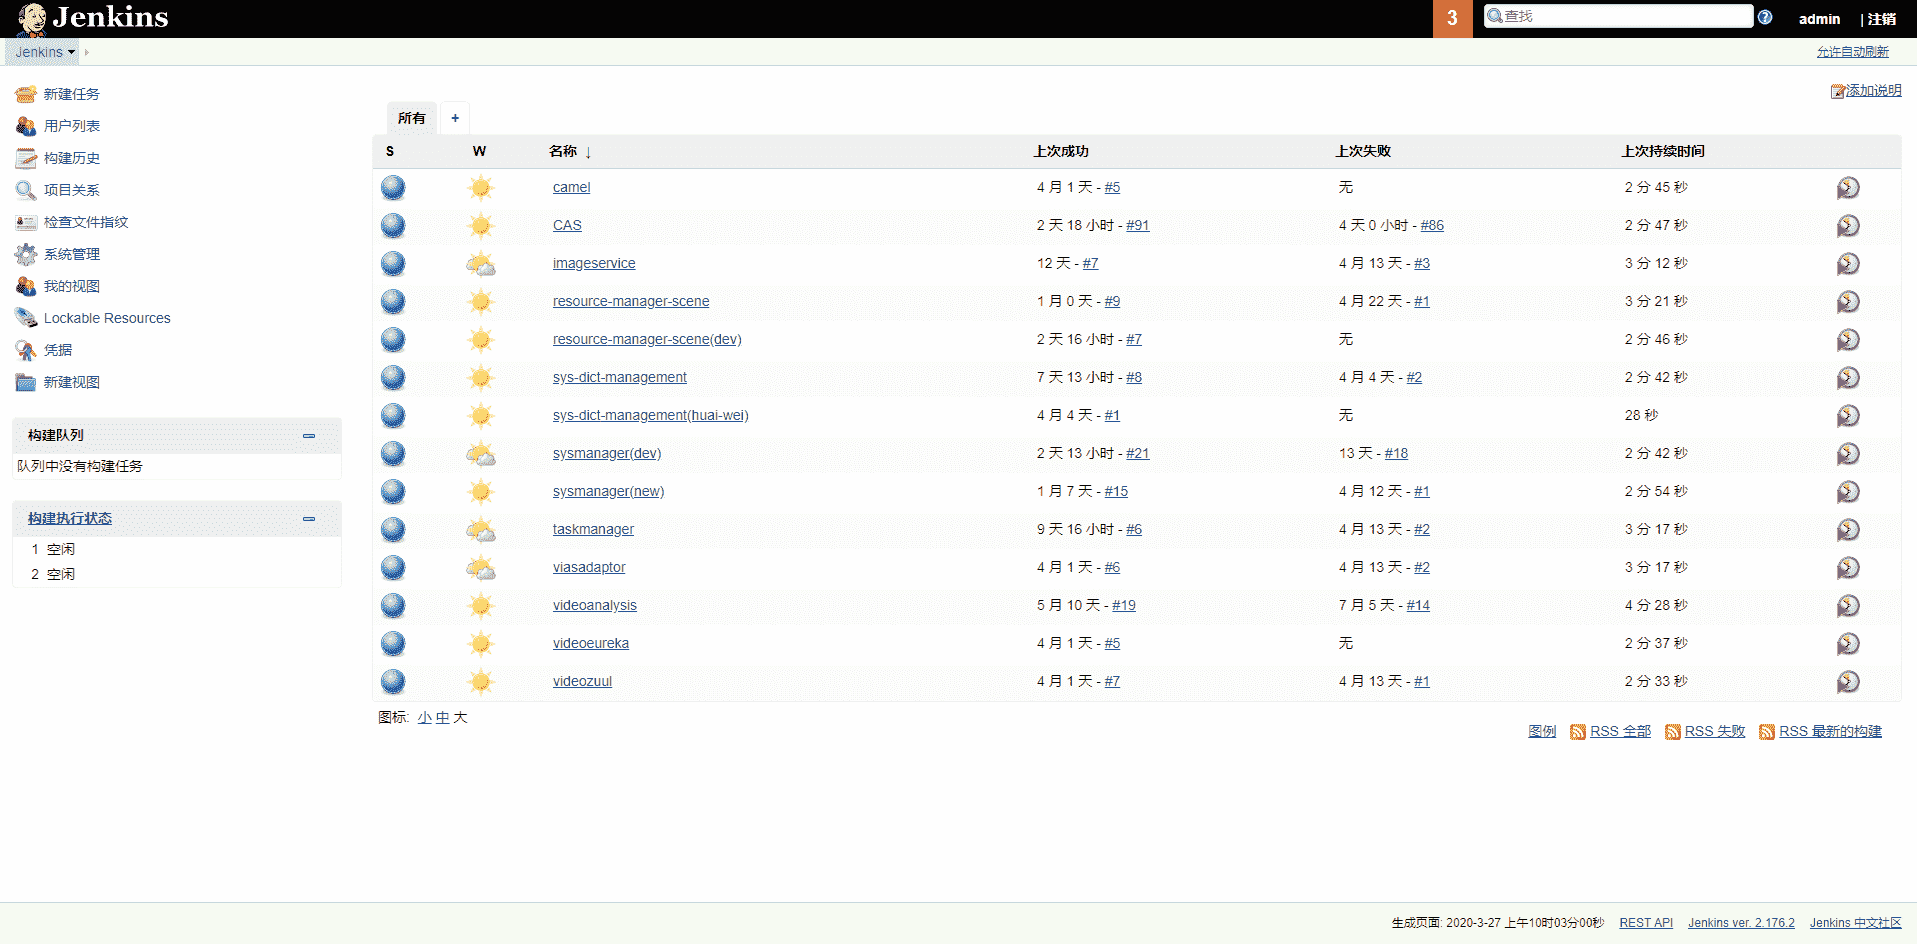 Jenkins
3 查找 admin | 注销
Jenkins 允许自动刷新
添加说明
新建任务
用户列表
构建历史
项目关系
检查文件指纹
系统管理
我的视图
Lockable Resources
凭据
新建视图
构建队列
队列中没有构建任务
构建执行状态
1 空闲
2 空闲
所有 +
S W 名称 ↓ 上次成功 上次失败 上次持续时间
camel 4 月 1 天 - #5 无 2 分 45 秒
CAS 2 天 18 小时 - #91 4 天 0 小时 - #86 2 分 47 秒
imageservice 12 天 - #7 4 月 13 天 - #3 3 分 12 秒
resource-manager-scene 1 月 0 天 - #9 4 月 22 天 - #1 3 分 21 秒
resource-manager-scene(dev) 2 天 16 小时 - #7 无 2 分 46 秒
sys-dict-management 7 天 13 小时 - #8 4 月 4 天 - #2 2 分 42 秒
sys-dict-management(huai-wei) 4 月 4 天 - #1 无 28 秒
sysmanager(dev) 2 天 13 小时 - #21 13 天 - #18 2 分 42 秒
sysmanager(new) 1 月 7 天 - #15 4 月 12 天 - #1 2 分 54 秒
taskmanager 9 天 16 小时 - #6 4 月 13 天 - #2 3 分 17 秒
viasadaptor 4 月 1 天 - #6 4 月 13 天 - #2 3 分 17 秒
videoanalysis 5 月 10 天 - #19 7 月 5 天 - #14 4 分 28 秒
videoeureka 4 月 1 天 - #5 无 2 分 37 秒
videozuul 4 月 1 天 - #7 4 月 13 天 - #1 2 分 33 秒
图标: 小 中 大
图例 RSS 全部 RSS 失败 RSS 最新的构建
生成页面: 2020-3-27 上午10时03分00秒 REST API Jenkins ver. 2.176.2 Jenkins 中文社区